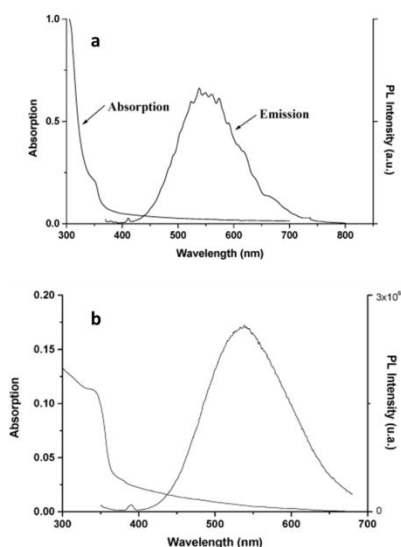 a
1.0
0.5
0.0
Absorption
Emission
Absorption
PL Intensity (a.u.)
300 400 500 600 700 800
Wavelength (nm)
b
0.20
0.15
0.10
0.05
0.00
3x10⁶
0
Absorption
PL Intensity (u.a.)
300 400 500 600 700
Wavelength (nm)